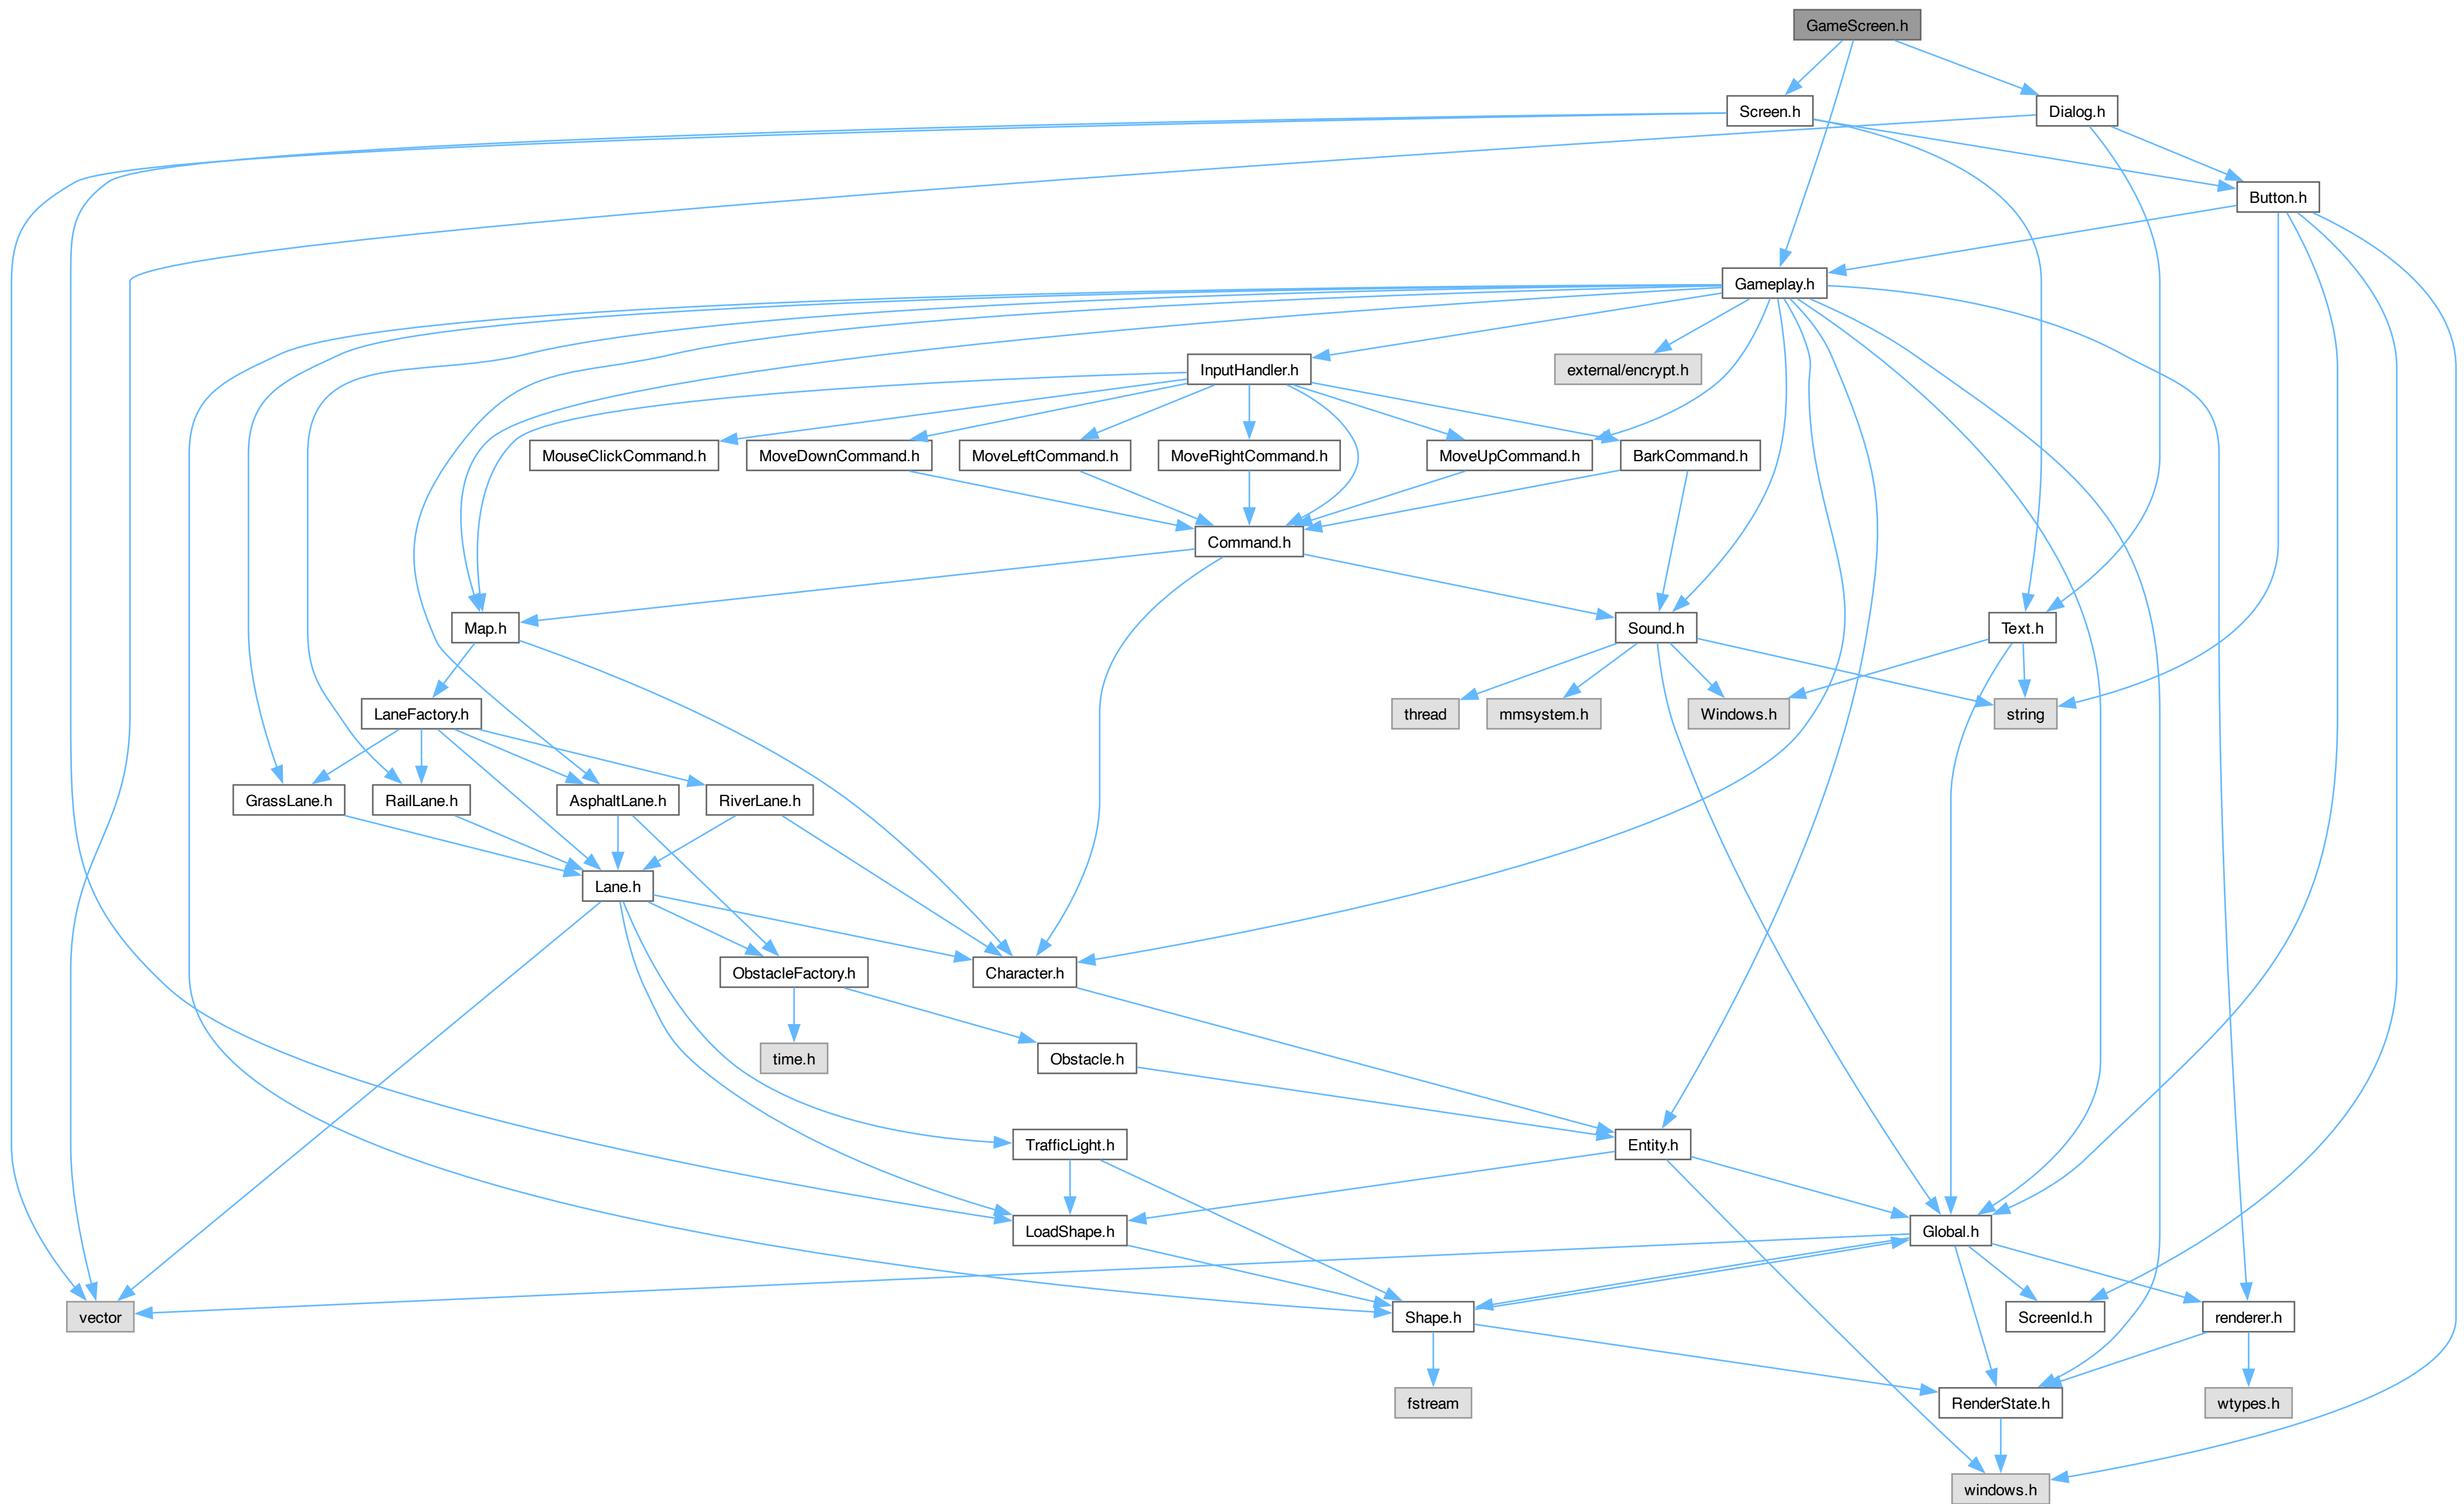 GameScreen.h
Screen.h
Dialog.h
Button.h
Gameplay.h
InputHandler.h
external/encrypt.h
MouseClickCommand.h
MoveDownCommand.h
MoveLeftCommand.h
MoveRightCommand.h
MoveUpCommand.h
BarkCommand.h
Command.h
Map.h
Sound.h
Text.h
LaneFactory.h
thread
mmsystem.h
Windows.h
string
GrassLane.h
RailLane.h
AsphaltLane.h
RiverLane.h
Lane.h
ObstacleFactory.h
Character.h
time.h
Obstacle.h
TrafficLight.h
Entity.h
LoadShape.h
Global.h
vector
Shape.h
ScreenId.h
renderer.h
fstream
RenderState.h
wtypes.h
windows.h